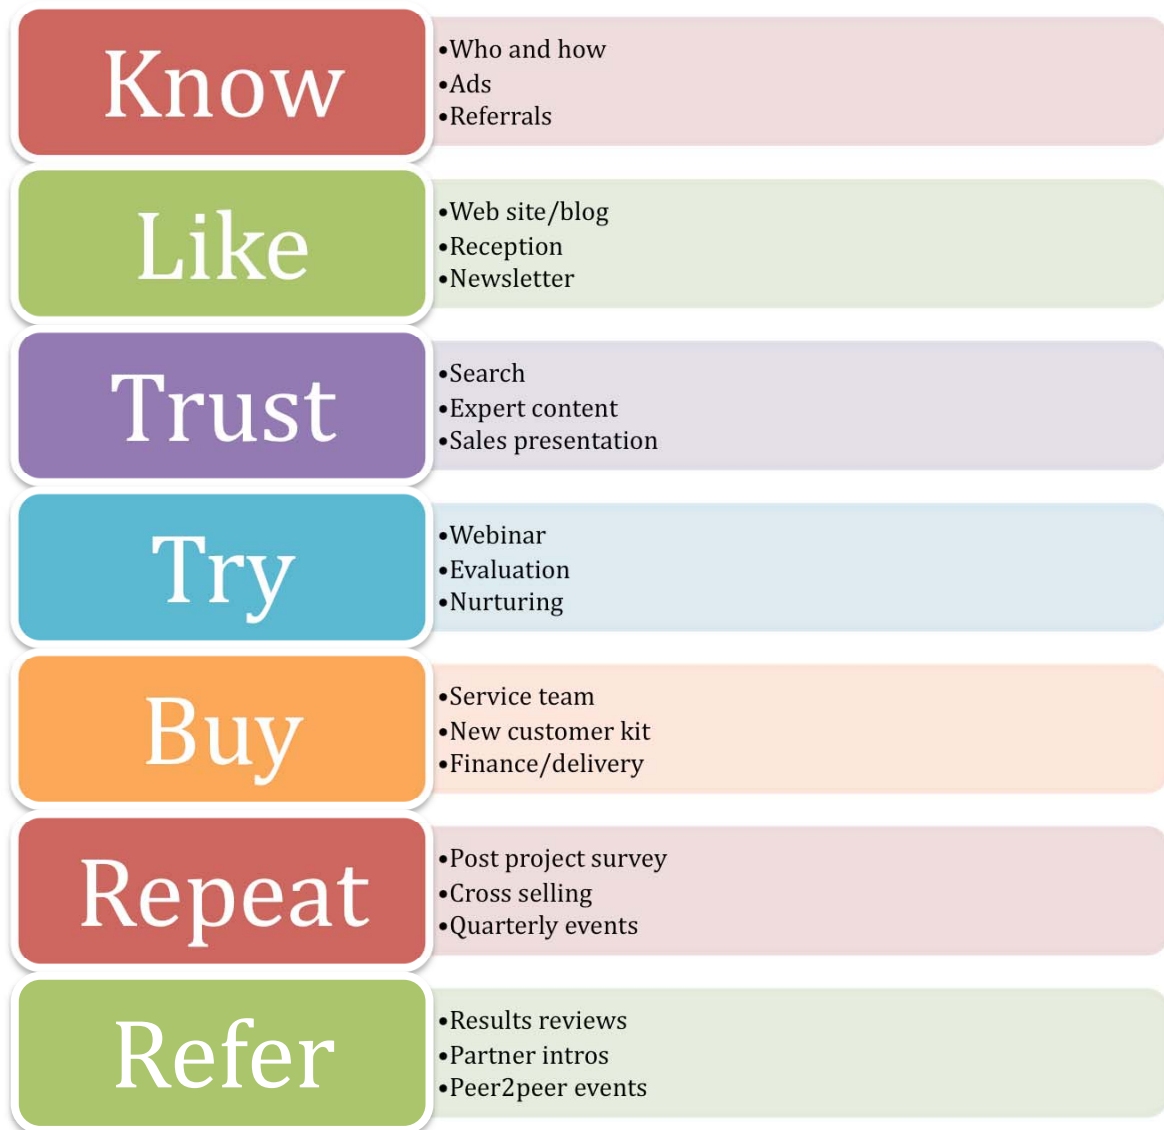 Know
•Who and how
•Ads
•Referrals
Like
•Web site/blog
•Reception
•Newsletter
Trust
•Search
•Expert content
•Sales presentation
Try
•Webinar
•Evaluation
•Nurturing
Buy
•Service team
•New customer kit
•Finance/delivery
Repeat
•Post project survey
•Cross selling
•Quarterly events
Refer
•Results reviews
•Partner intros
•Peer2peer events